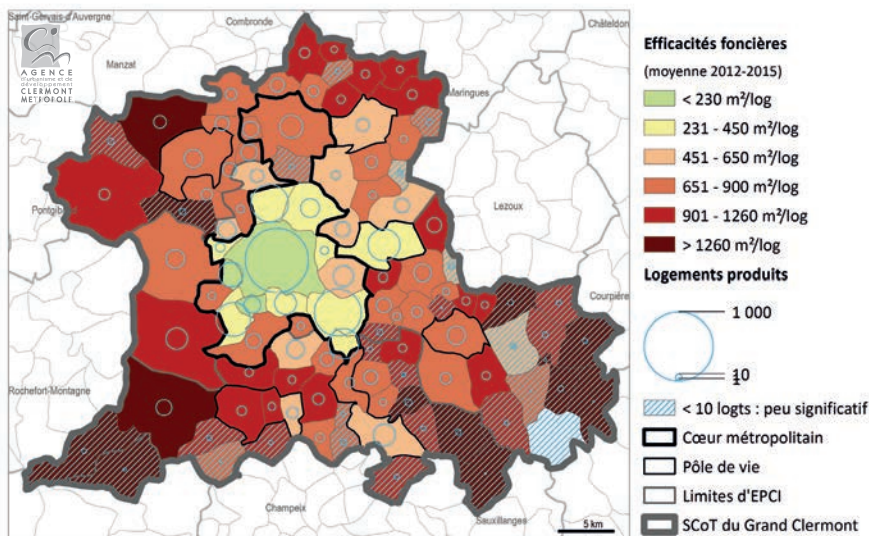 Saint-Gervais-d'Auvergne
Combronde
Châteldon
Manzat
AGENCE
d'urbanisme et de
développement
CLERMONT
METROPOLE
Maringues
Pontgib
Lezoux
Courpière
Rochefort-Montagne
Champeix
Sauxillanges
5 km
Efficacités foncières
(moyenne 2012-2015)
< 230 m²/log
231 - 450 m²/log
451 - 650 m²/log
651 - 900 m²/log
901 - 1260 m²/log
> 1260 m²/log
Logements produits
1 000
10
1
< 10 logts : peu significatif
Cœur métropolitain
Pôle de vie
Limites d'EPCI
SCoT du Grand Clermont